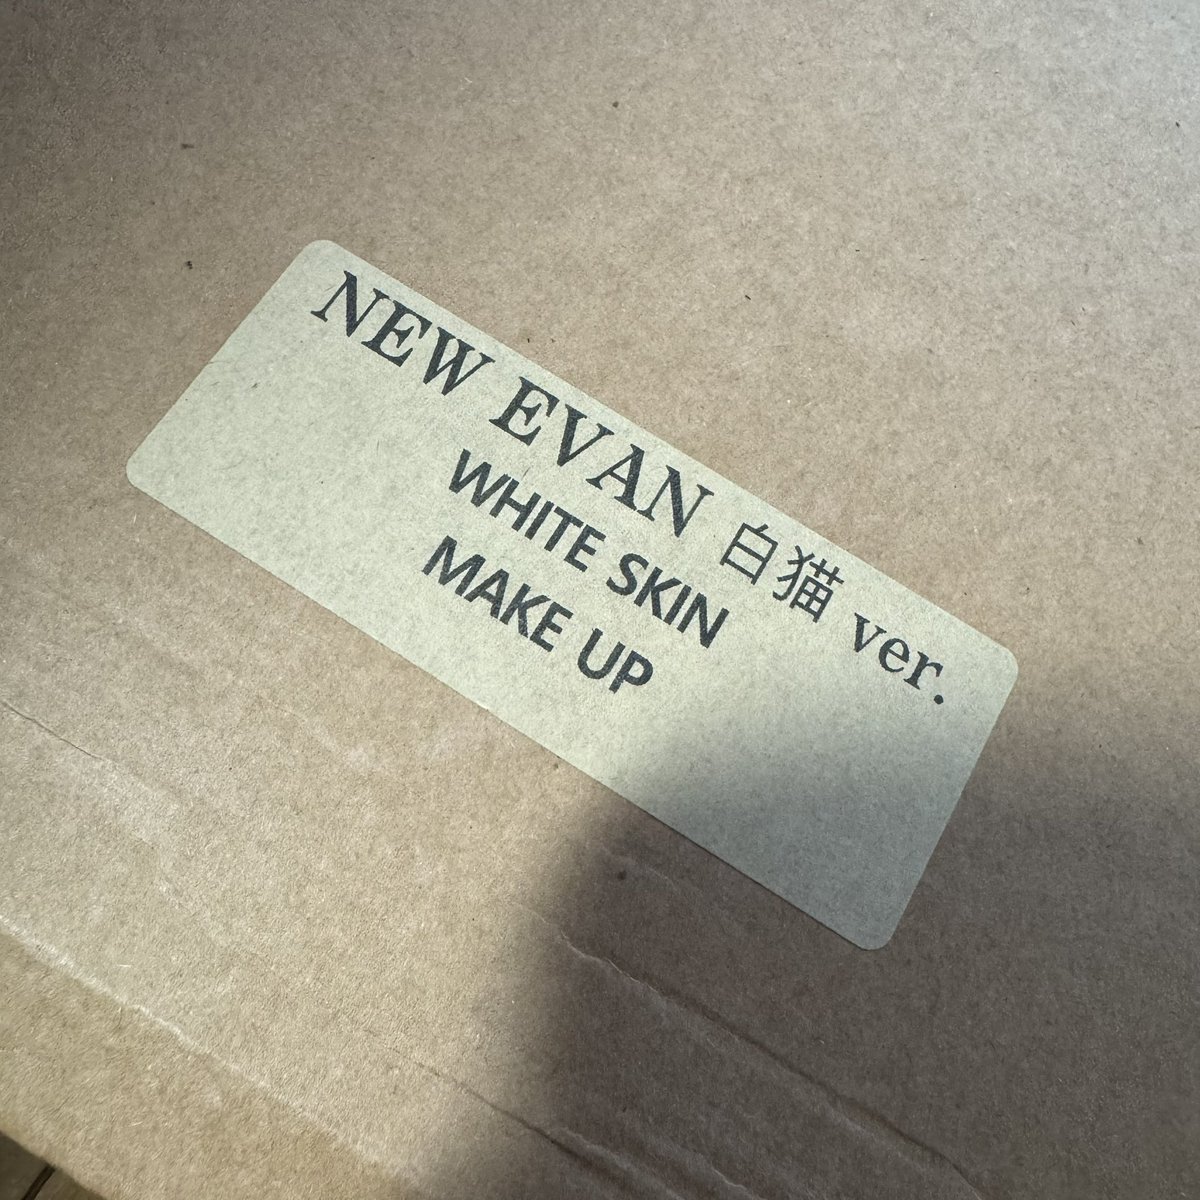 NEW EVAN 白猫 ver.
WHITE SKIN
MAKE UP